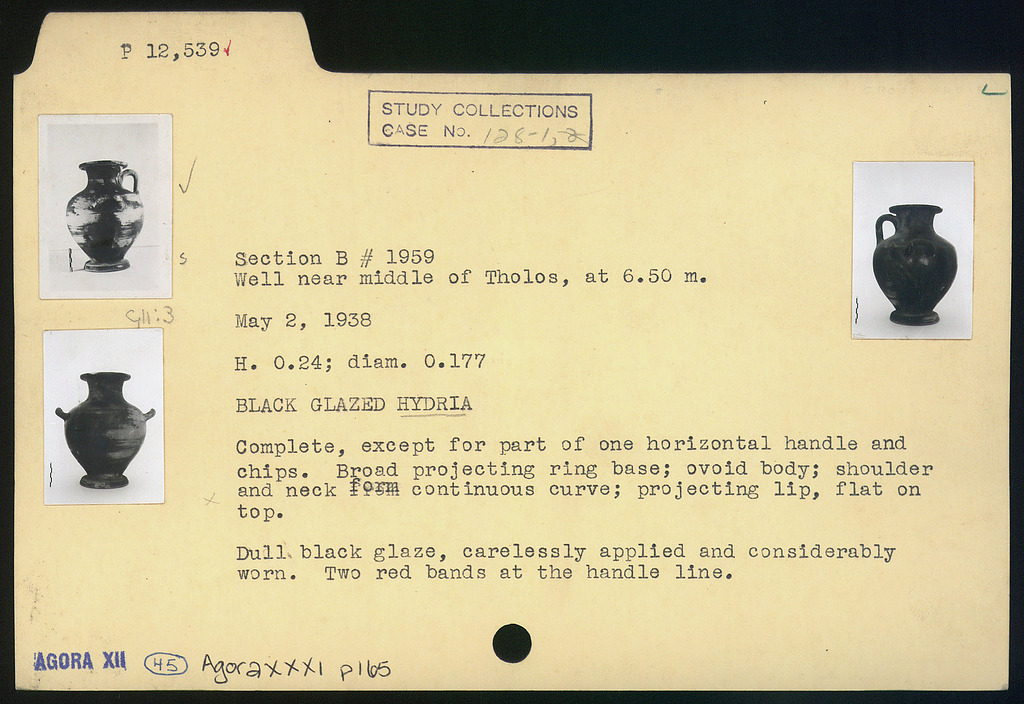 P 12,539
STUDY COLLECTIONS
CASE No. 128-1,2
S
Section B # 1959
Well near middle of Tholos, at 6.50 m.
G11:3
May 2, 1938
H. 0.24; diam. 0.177
BLACK GLAZED HYDRIA
Complete, except for part of one horizontal handle and
chips. Broad projecting ring base; ovoid body; shoulder
and neck form continuous curve; projecting lip, flat on
top.
Dull black glaze, carelessly applied and considerably
worn. Two red bands at the handle line.
AGORA XII 45 Agora XXXI p165